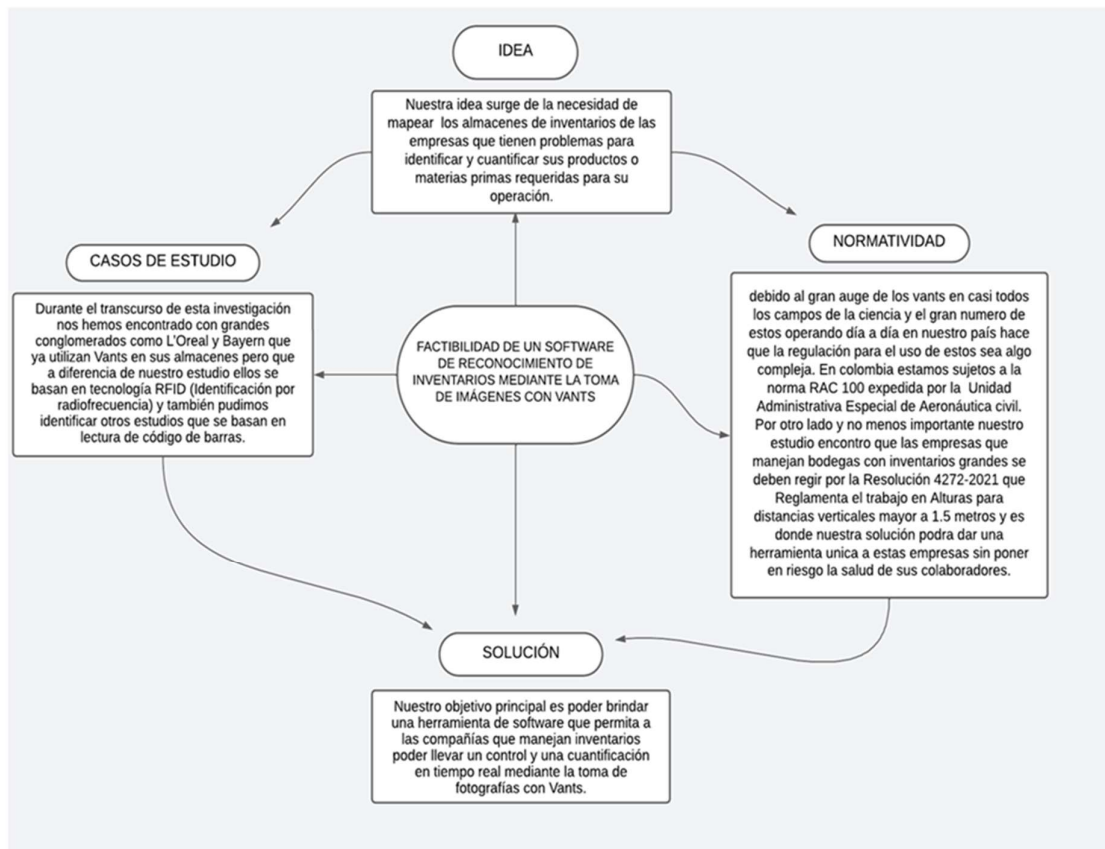 IDEA
Nuestra idea surge de la necesidad de
mapear los almacenes de inventarios de las
empresas que tienen problemas para
identificar y cuantificar sus productos o
materias primas requeridas para su
operación.
CASOS DE ESTUDIO
Durante el transcurso de esta investigación
nos hemos encontrado con grandes
conglomerados como L'Oreal y Bayern que
ya utilizan Vants en sus almacenes pero que
a diferencia de nuestro estudio ellos se
basan en tecnología RFID (Identificación por
radiofrecuencia) y también pudimos
identificar otros estudios que se basan en
lectura de código de barras.
FACTIBILIDAD DE UN SOFTWARE
DE RECONOCIMIENTO DE
INVENTARIOS MEDIANTE LA TOMA
DE IMÁGENES CON VANTS
NORMATIVIDAD
debido al gran auge de los vants en casi todos
los campos de la ciencia y el gran numero de
estos operando día a día en nuestro país hace
que la regulación para el uso de estos sea algo
compleja. En colombia estamos sujetos a la
norma RAC 100 expedida por la Unidad
Administrativa Especial de Aeronáutica civil.
Por otro lado y no menos importante nuestro
estudio encontro que las empresas que
manejan bodegas con inventarios grandes se
deben regir por la Resolución 4272-2021 que
Reglamenta el trabajo en Alturas para
distancias verticales mayor a 1.5 metros y es
donde nuestra solución podra dar una
herramienta unica a estas empresas sin poner
en riesgo la salud de sus colaboradores.
SOLUCIÓN
Nuestro objetivo principal es poder brindar
una herramienta de software que permita a
las compañías que manejan inventarios
poder llevar un control y una cuantificación
en tiempo real mediante la toma de
fotografías con Vants.